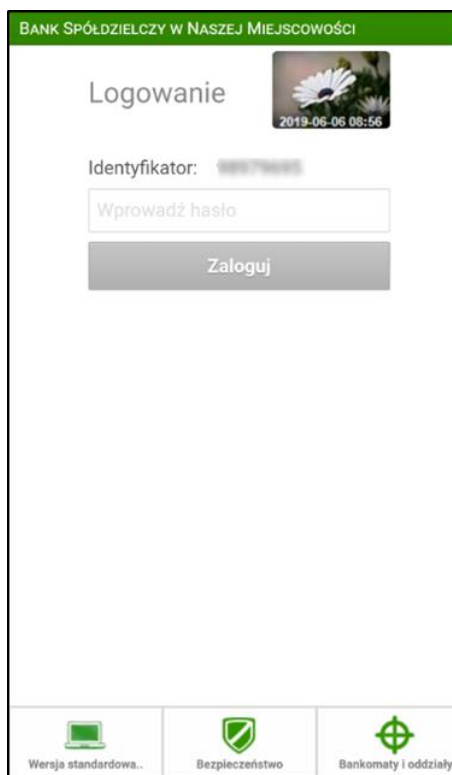 BANK SPÓŁDZIELCZY W NASZEJ MIEJSCOWOŚCI
Logowanie
2019-06-06 08:56
Identyfikator:
Wprowadź hasło
Zaloguj
Wersja standardowa..
Bezpieczeństwo
Bankomaty i oddziały